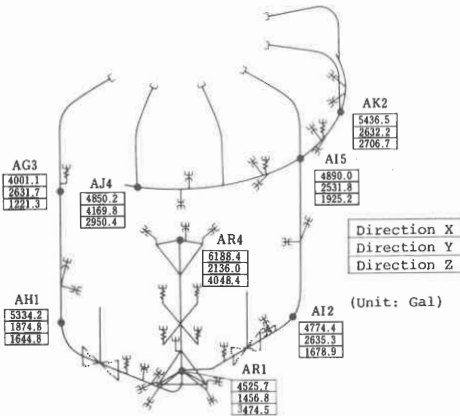 AK2
5436.5
2632.2
2706.7
AG3
4001.1
2631.7
1221.3
AJ4
4850.2
4169.8
2950.4
AI5
4890.0
2531.8
1925.2
AR4
6188.4
2136.0
4048.4
Direction X
Direction Y
Direction Z
(Unit: Gal)
AH1
5334.2
1874.8
1644.8
AI2
4774.4
2635.3
1678.9
AR1
4525.7
1456.8
3474.5